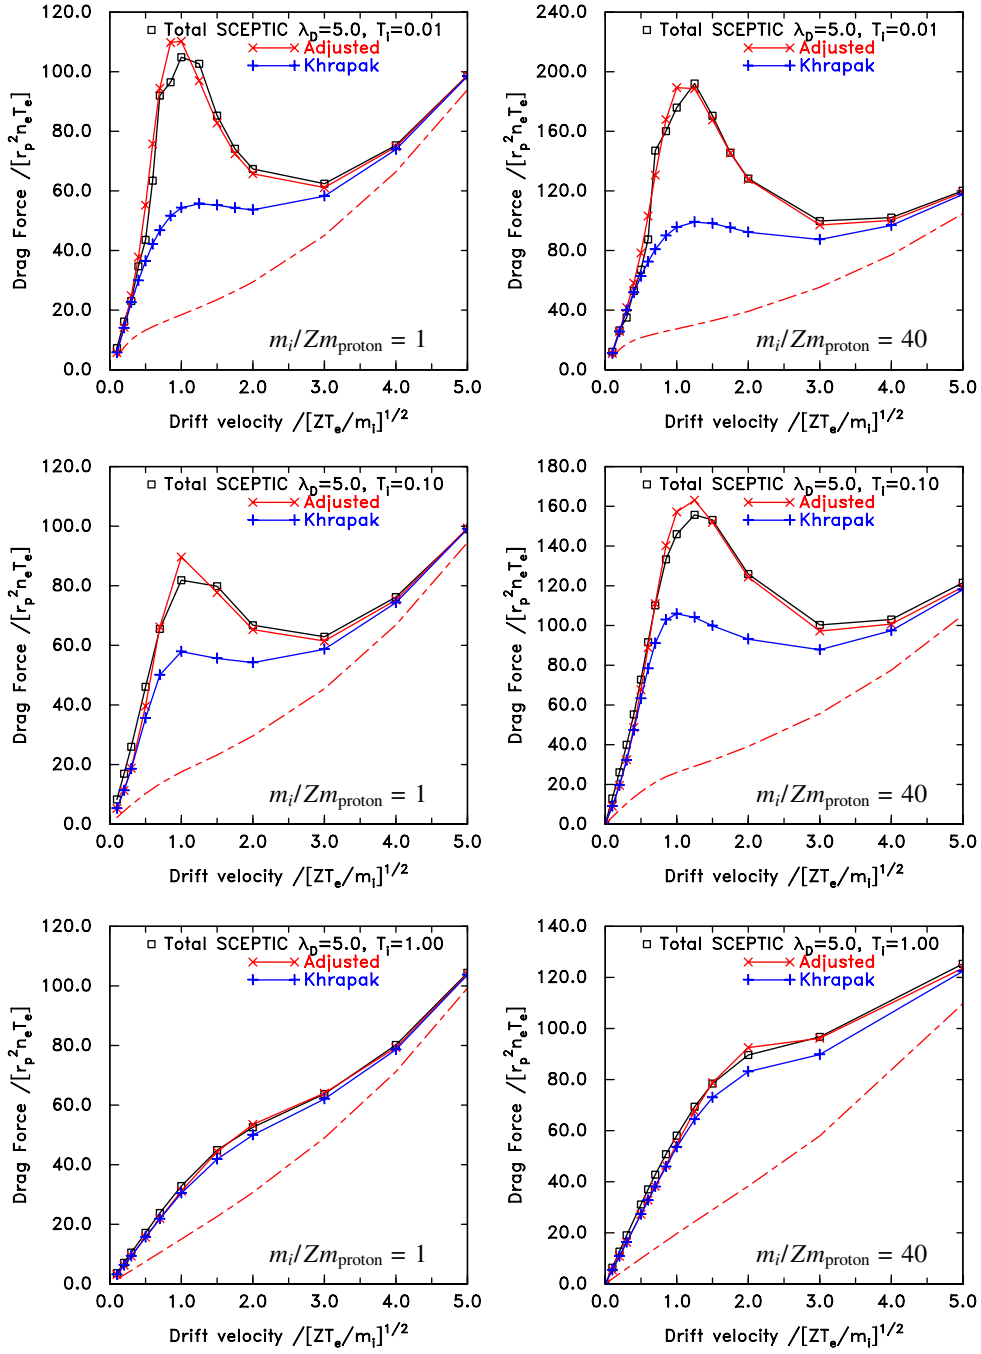 Total SCEPTIC λD=5.0, Ti=0.01
Adjusted
Khrapak
120.0
100.0
80.0
60.0
40.0
20.0
0.0
Drag Force /[rp²neTe]
mi/Zmproton = 1
0.0 1.0 2.0 3.0 4.0 5.0
Drift velocity /[ZTe/mi]1/2
Total SCEPTIC λD=5.0, Ti=0.01
Adjusted
Khrapak
240.0
200.0
160.0
120.0
80.0
40.0
0.0
Drag Force /[rp²neTe]
mi/Zmproton = 40
0.0 1.0 2.0 3.0 4.0 5.0
Drift velocity /[ZTe/mi]1/2
Total SCEPTIC λD=5.0, Ti=0.10
Adjusted
Khrapak
120.0
100.0
80.0
60.0
40.0
20.0
0.0
Drag Force /[rp²neTe]
mi/Zmproton = 1
0.0 1.0 2.0 3.0 4.0 5.0
Drift velocity /[ZTe/mi]1/2
Total SCEPTIC λD=5.0, Ti=0.10
Adjusted
Khrapak
180.0
160.0
140.0
120.0
100.0
80.0
60.0
40.0
20.0
0.0
Drag Force /[rp²neTe]
mi/Zmproton = 40
0.0 1.0 2.0 3.0 4.0 5.0
Drift velocity /[ZTe/mi]1/2
Total SCEPTIC λD=5.0, Ti=1.00
Adjusted
Khrapak
120.0
100.0
80.0
60.0
40.0
20.0
0.0
Drag Force /[rp²neTe]
mi/Zmproton = 1
0.0 1.0 2.0 3.0 4.0 5.0
Drift velocity /[ZTe/mi]1/2
Total SCEPTIC λD=5.0, Ti=1.00
Adjusted
Khrapak
140.0
120.0
100.0
80.0
60.0
40.0
20.0
0.0
Drag Force /[rp²neTe]
mi/Zmproton = 40
0.0 1.0 2.0 3.0 4.0 5.0
Drift velocity /[ZTe/mi]1/2